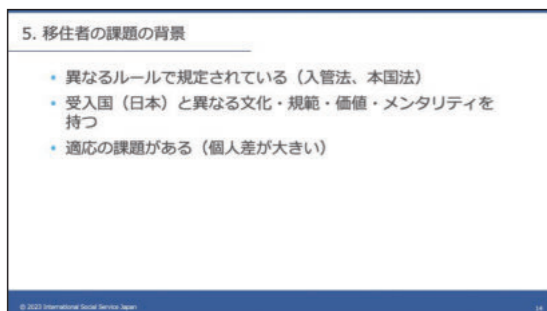 5. 移住者の課題の背景
• 異なるルールで規定されている（入管法、本国法）
• 受入国（日本）と異なる文化・規範・価値・メンタリティを
持つ
• 適応の課題がある（個人差が大きい）
© 2023 International Social Service Japan
14